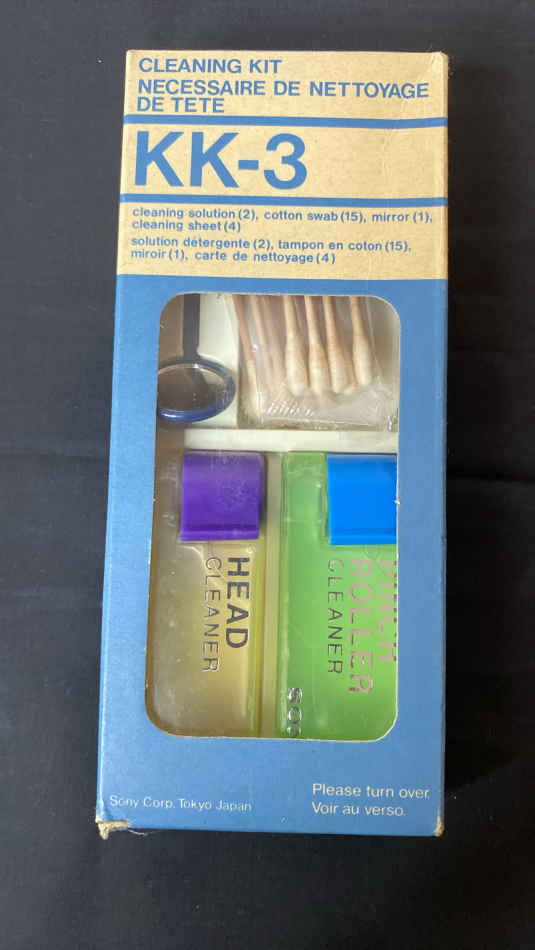 CLEANING KIT
NECESSAIRE DE NETTOYAGE
DE TETE
KK-3
cleaning solution (2), cotton swab (15), mirror (1),
cleaning sheet (4)
solution détergente (2), tampon en coton (15),
miroir (1), carte de nettoyage (4)
HEAD
CLEANER
PINCH
ROLLER
CLEANER
Sony Corp. Tokyo Japan
Please turn over.
Voir au verso.